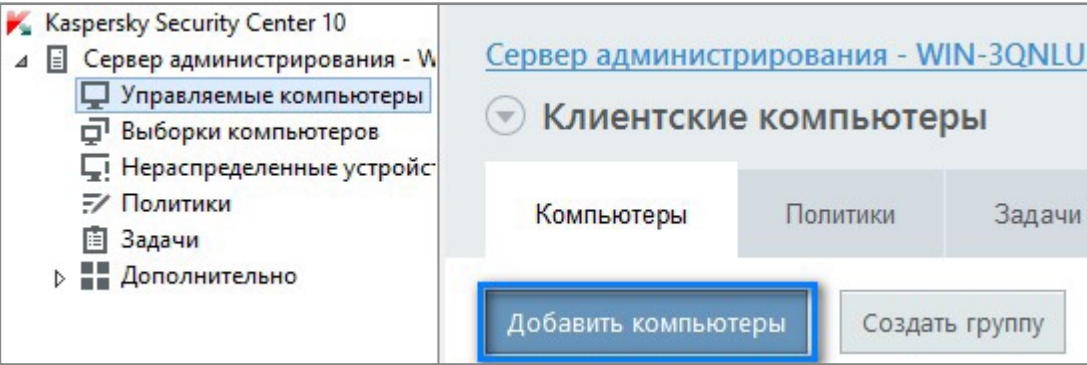 Kaspersky Security Center 10
Сервер администрирования - W
Управляемые компьютеры
Выборки компьютеров
Нераспределенные устройс
Политики
Задачи
Дополнительно
Сервер администрирования - WIN-3QNLU
Клиентские компьютеры
Компьютеры Политики Задачи
Добавить компьютеры Создать группу